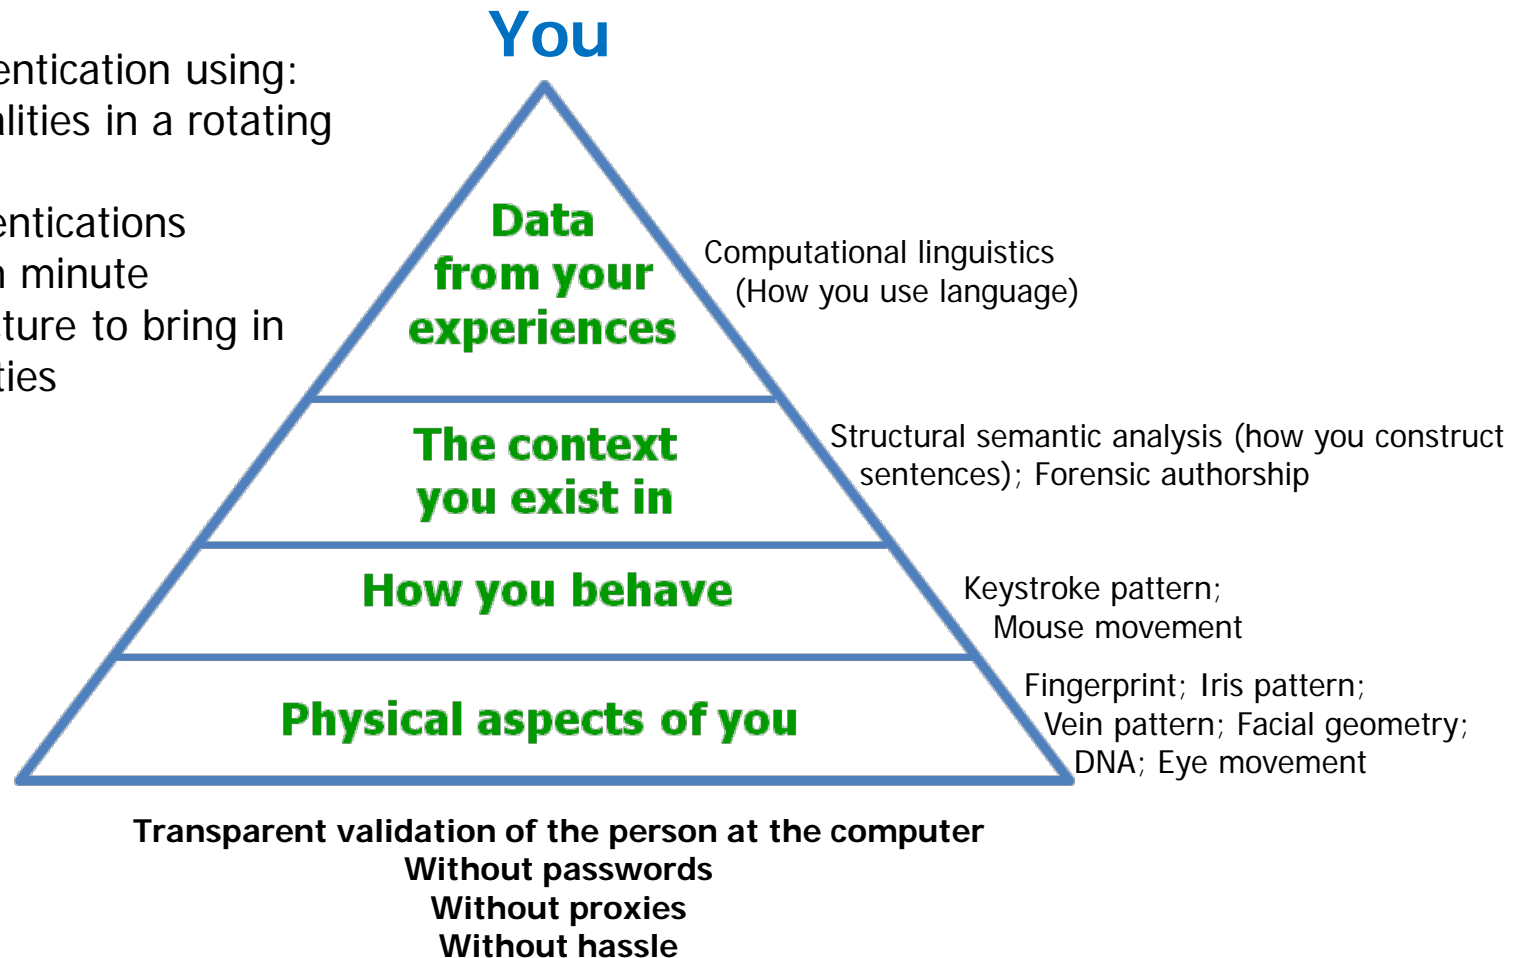 You
entication using:
alities in a rotating
entications
minute
cture to bring in
ties
Data
from your
experiences
Computational linguistics
(How you use language)
The context
you exist in
Structural semantic analysis (how you construct
sentences); Forensic authorship
How you behave
Keystroke pattern;
Mouse movement
Physical aspects of you
Fingerprint; Iris pattern;
Vein pattern; Facial geometry;
DNA; Eye movement
Transparent validation of the person at the computer
Without passwords
Without proxies
Without hassle